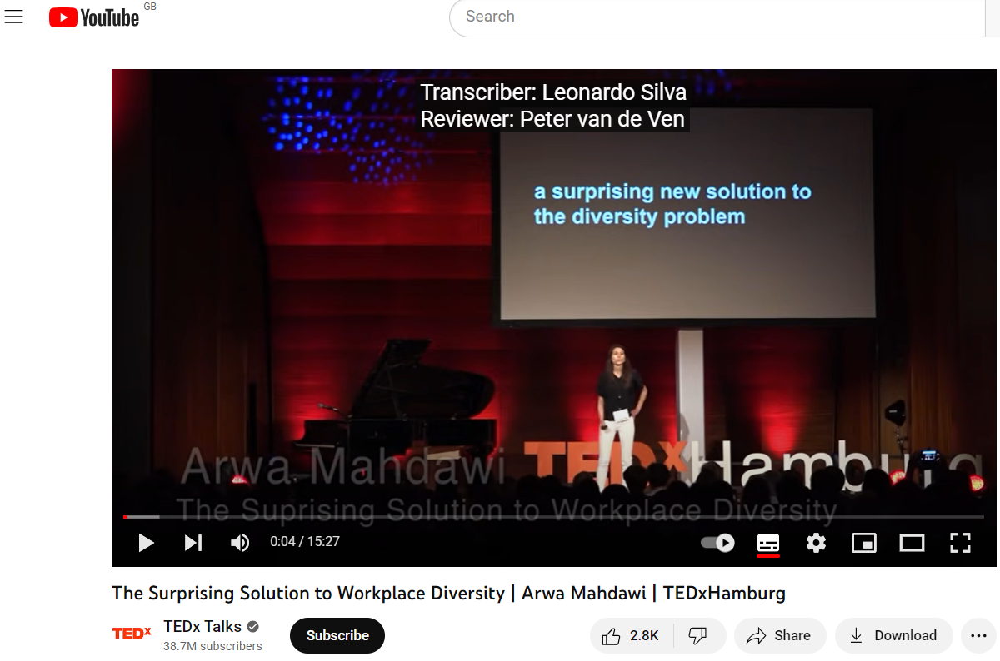 YouTube GB
Search
Transcriber: Leonardo Silva
Reviewer: Peter van de Ven
a surprising new solution to
the diversity problem
Arwa Mahdawi
TEDxHamburg
The Suprising Solution to Workplace Diversity
0:04 / 15:27
The Surprising Solution to Workplace Diversity | Arwa Mahdawi | TEDxHamburg
TEDx
TEDx Talks
38.7M subscribers
Subscribe
2.8K
Share
Download